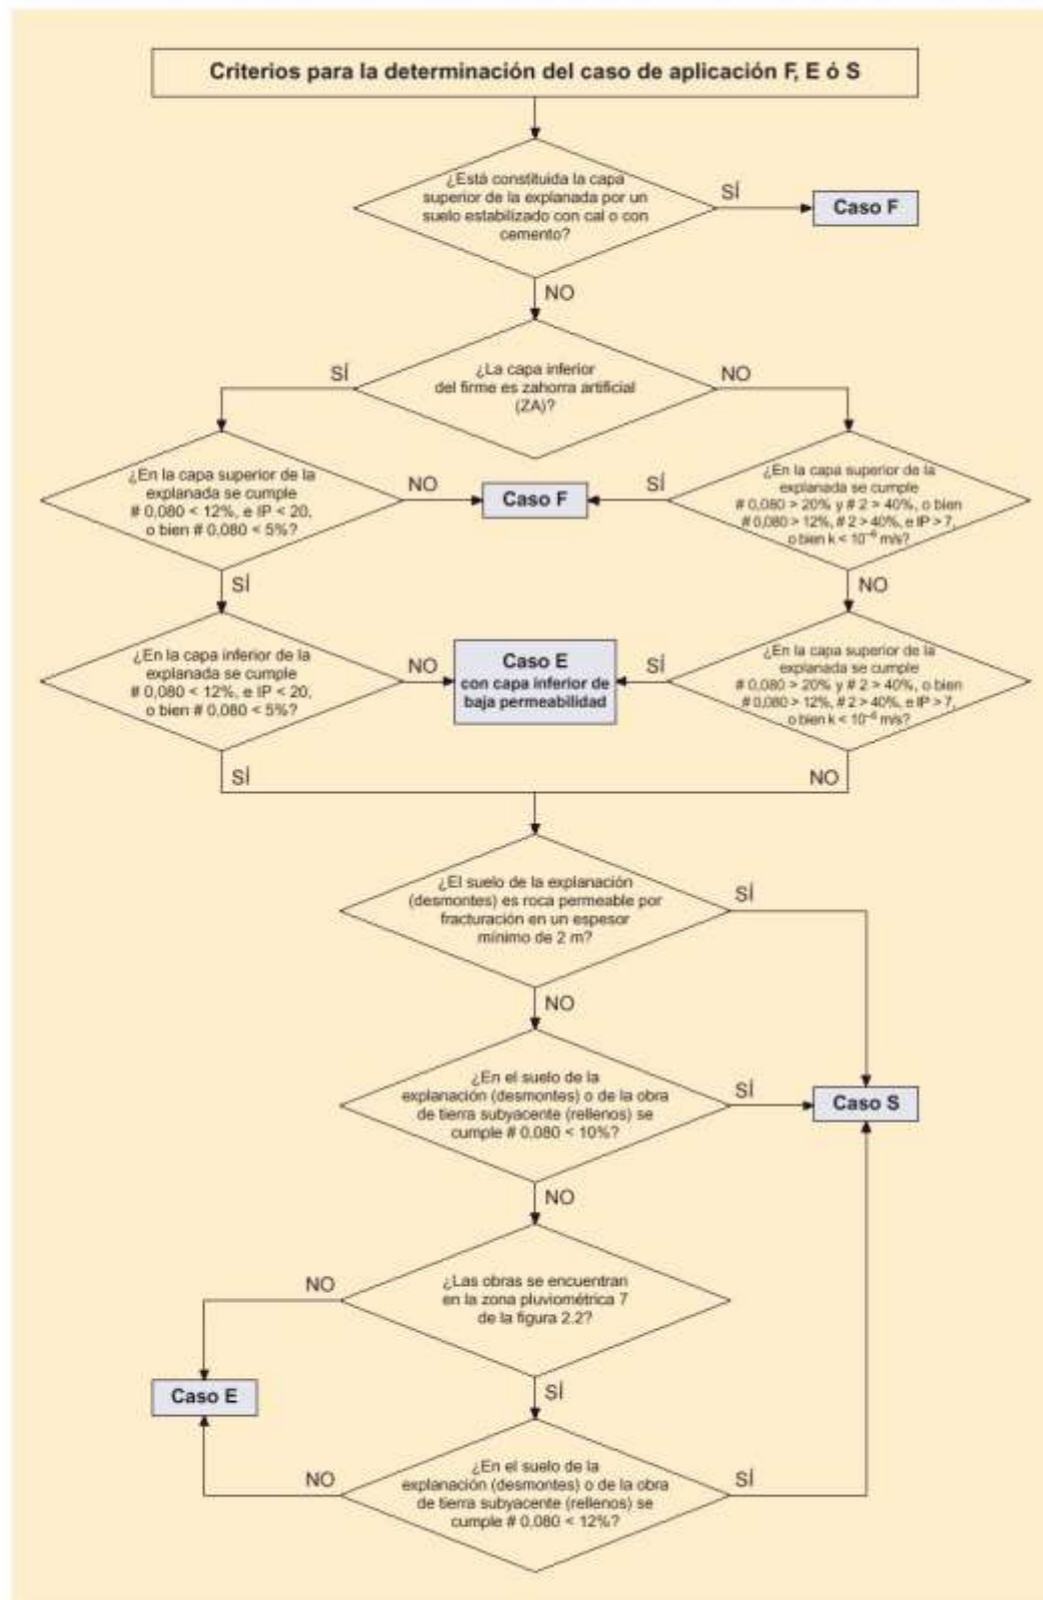 Criterios para la determinación del caso de aplicación F, E ó S
¿Está constituida la capa
superior de la explanada por un
suelo estabilizado con cal o con
cemento?
SÍ
Caso F
NO
¿La capa inferior
del firme es zahorra artificial
(ZA)?
SÍ
NO
¿En la capa superior de la
explanada se cumple
# 0,080 < 12%, e IP < 20,
o bien # 0,080 < 5%?
NO
Caso F
SÍ
¿En la capa superior de la
explanada se cumple
# 0,080 > 20% y # 2 > 40%, o bien
# 0,080 > 12%, # 2 > 40%, e IP > 7,
o bien k < 10⁻⁶ m/s?
SÍ
NO
¿En la capa inferior de la
explanada se cumple
# 0,080 < 12%, e IP < 20,
o bien # 0,080 < 5%?
NO
Caso E
con capa inferior de
baja permeabilidad
SÍ
¿En la capa superior de la
explanada se cumple
# 0,080 > 20% y # 2 > 40%, o bien
# 0,080 > 12%, # 2 > 40%, e IP > 7,
o bien k < 10⁻⁶ m/s?
SÍ
NO
¿El suelo de la explanación
(desmontes) es roca permeable por
fracturación en un espesor
mínimo de 2 m?
SÍ
NO
¿En el suelo de la
explanación (desmontes) o de la obra
de tierra subyacente (rellenos) se
cumple # 0,080 < 10%?
SÍ
Caso S
NO
¿Las obras se encuentran
en la zona pluviométrica 7
de la figura 2.2?
NO
Caso E
SÍ
¿En el suelo de la
explanación (desmontes) o de la obra
de tierra subyacente (rellenos) se
cumple # 0,080 < 12%?
NO
SÍ